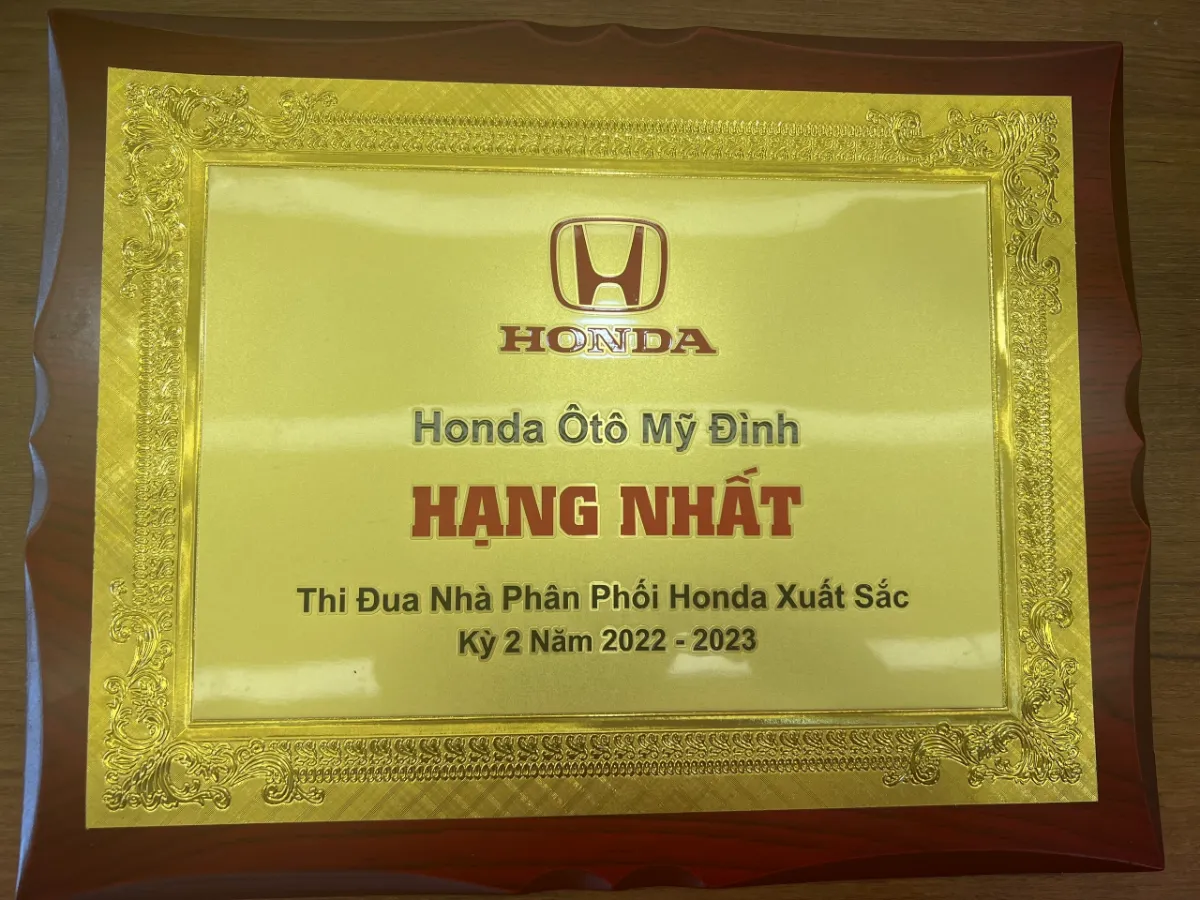 HONDA
Honda Ôtô Mỹ Đình
HẠNG NHẤT
Thi Đua Nhà Phân Phối Honda Xuất Sắc
Kỳ 2 Năm 2022 - 2023